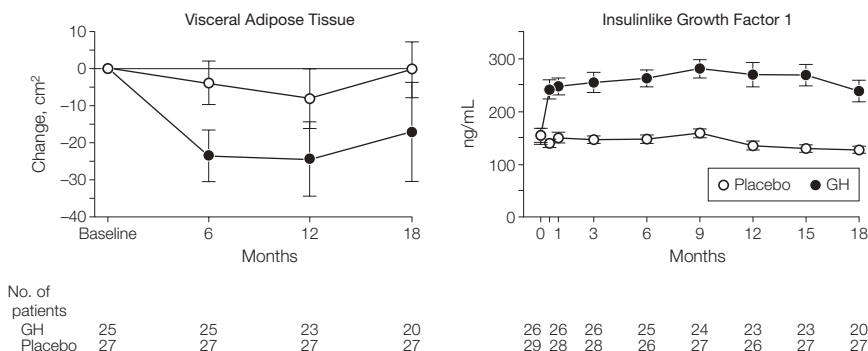 Visceral Adipose Tissue
10
0
–10
–20
–30
–40
Change, cm²
Baseline 6 12 18
Months
Insulinlike Growth Factor 1
300
250
200
150
100
50
0
ng/mL
Placebo GH
0 1 3 6 9 12 15 18
Months
No. of
patients
GH 25 25 23 20
Placebo 27 27 27 27
26 26 26 25 24 23 23 20
29 28 28 26 27 26 27 27